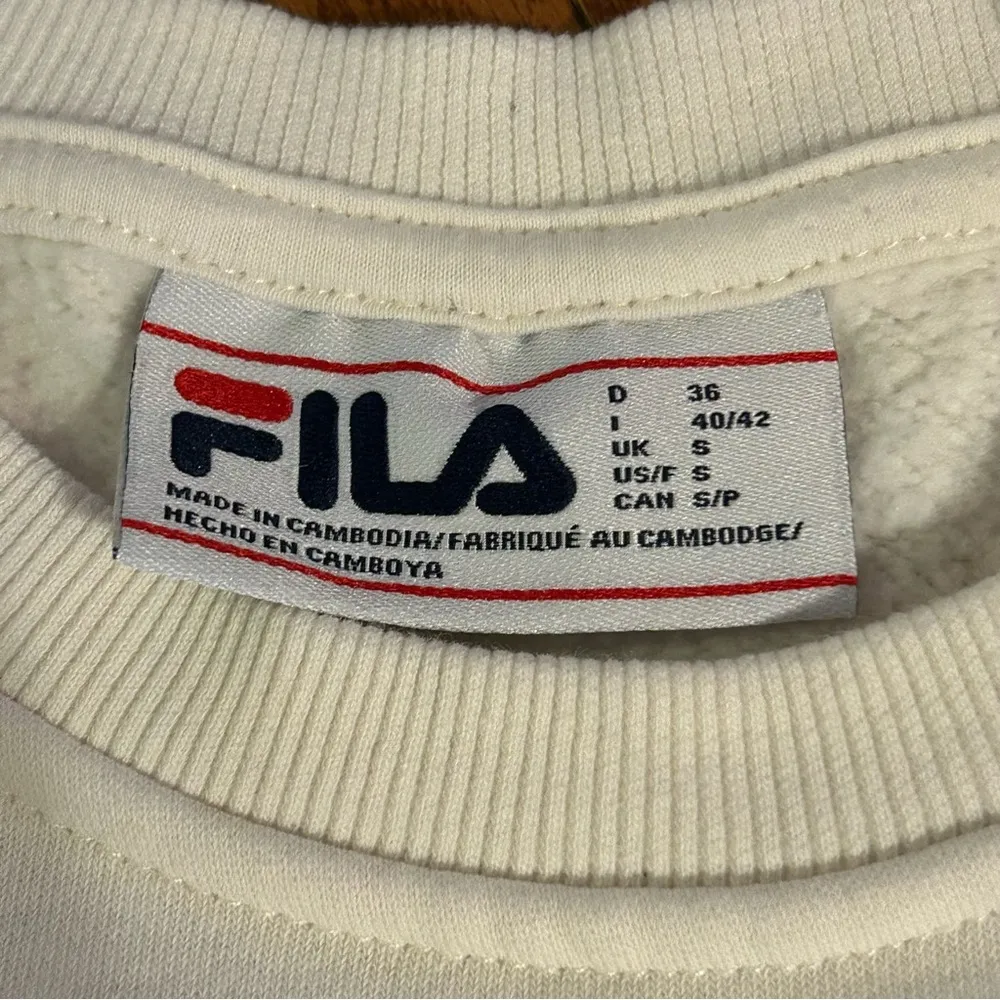 FILA
D 36
I 40/42
UK S
US/F S
CAN S/P
MADE IN CAMBODIA/FABRIQUÉ AU CAMBODGE/
HECHO EN CAMBOYA